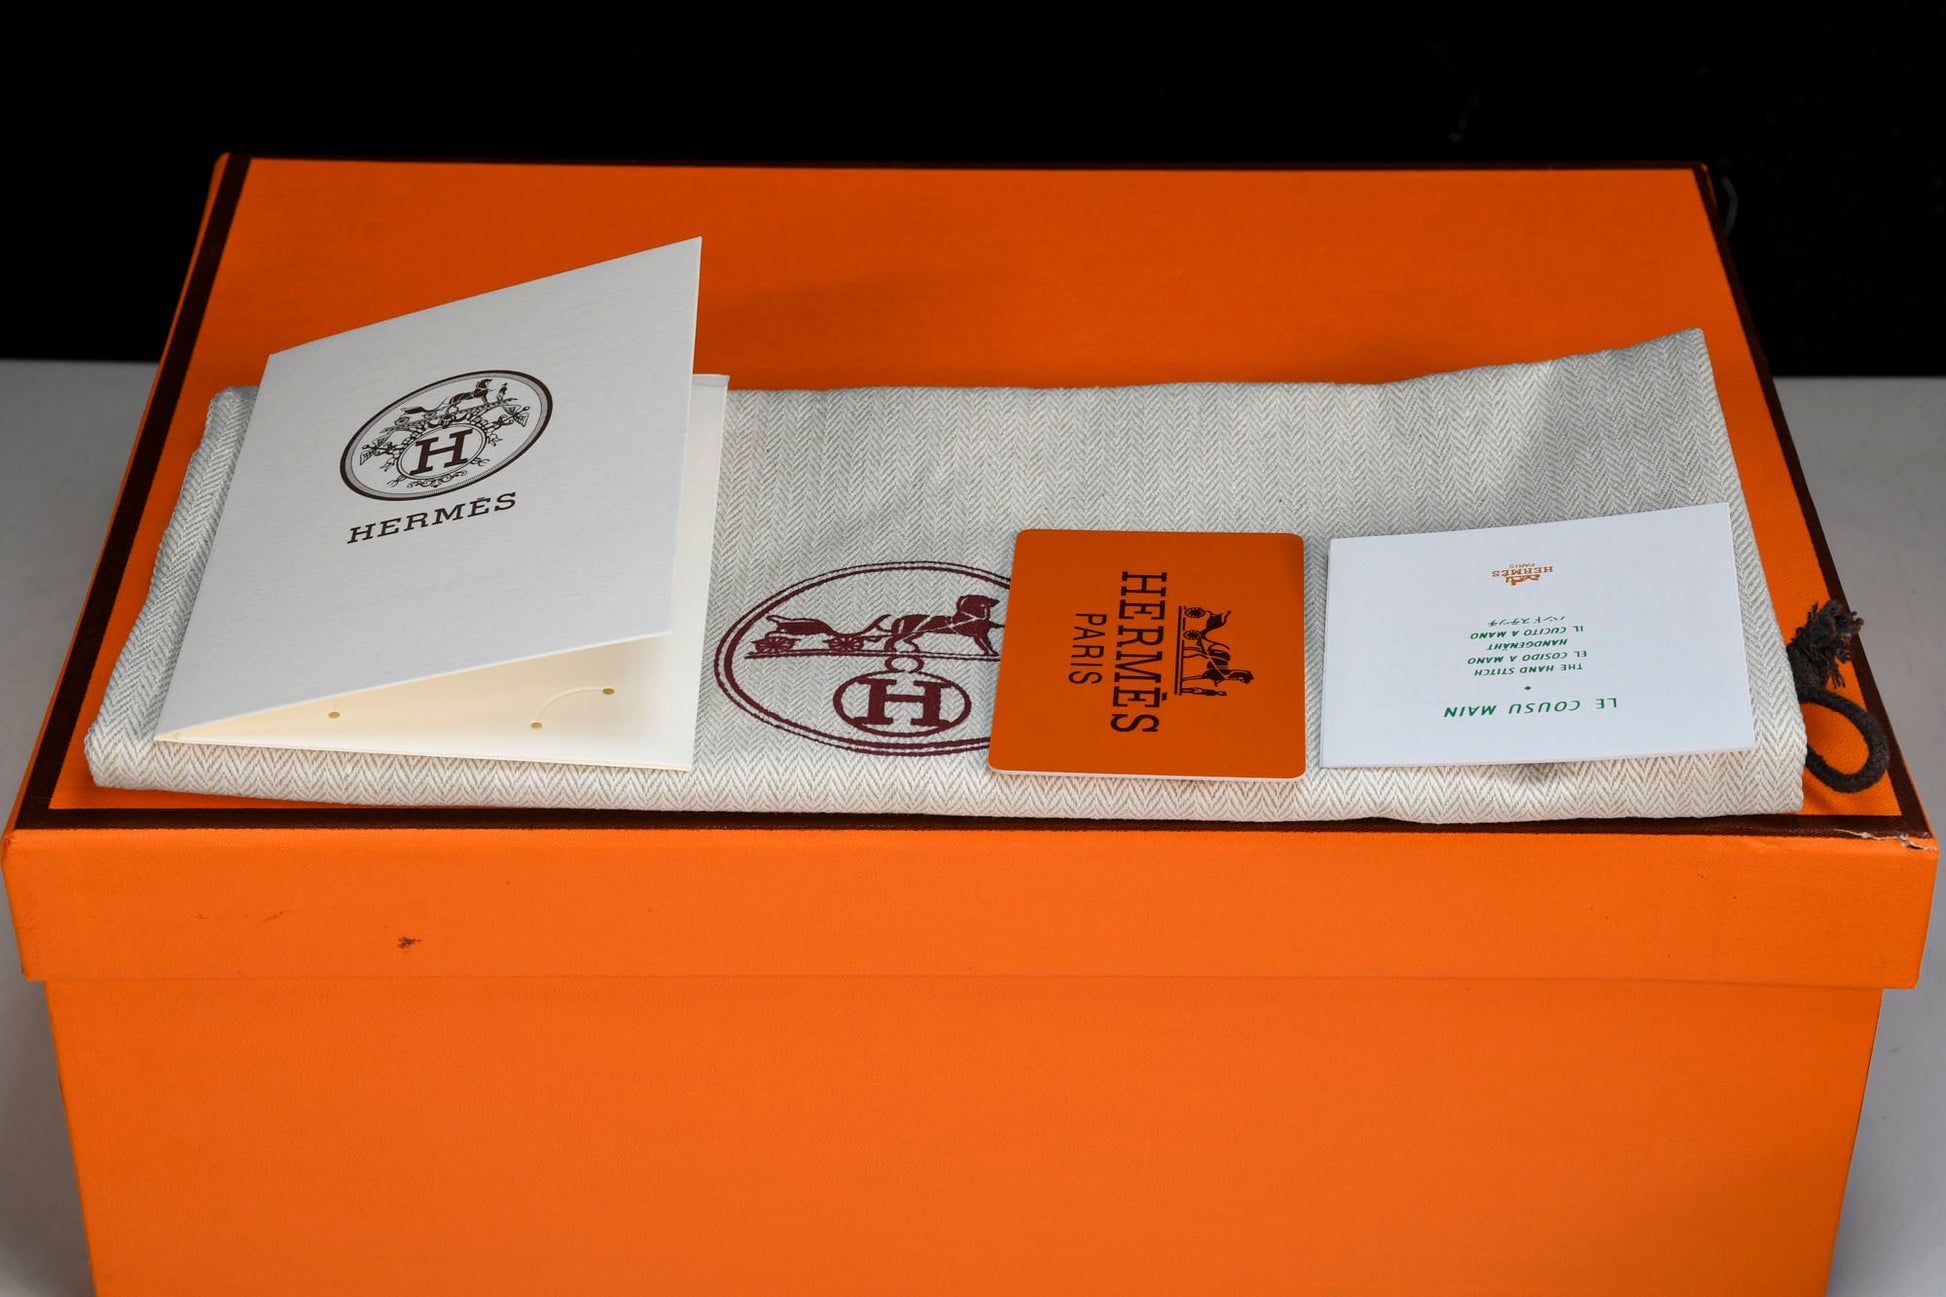 H
HERMÈS
H
HERMÈS
PARIS
LE COUSU MAIN
THE HAND STITCH
EL COSIDO A MANO
HANDGENÄHT
IL CUCITO A MANO
ハンドステッチ
HERMÈS
PARIS